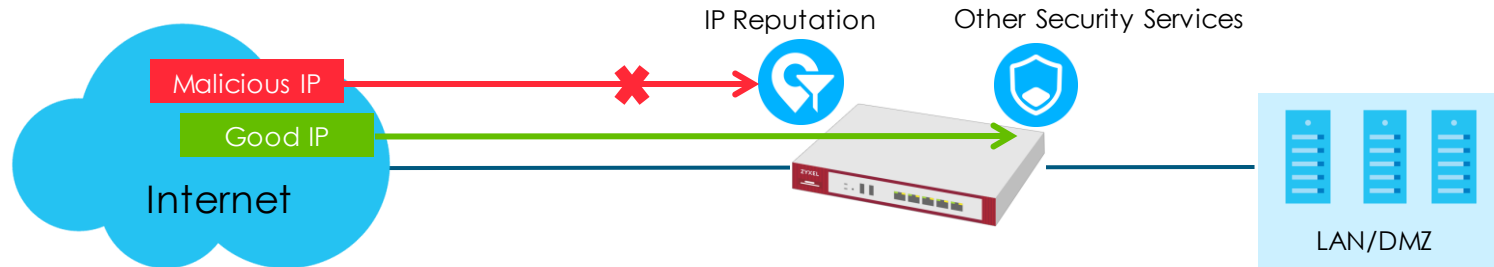 IP Reputation
Other Security Services
Malicious IP
Good IP
Internet
ZYXEL
LAN/DMZ